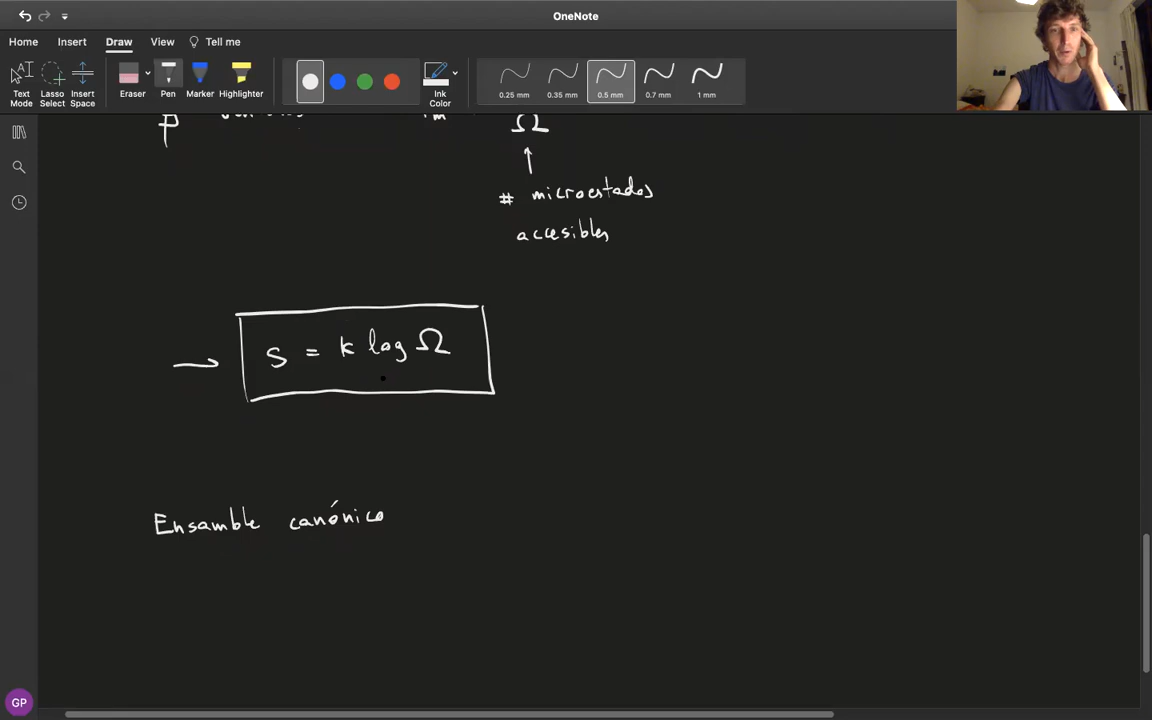 OneNote
Home Insert Draw View Tell me
Text Mode Lasso Select Insert Space Eraser Pen Marker Highlighter Ink Color 0.25 mm 0.35 mm 0.5 mm 0.7 mm 1 mm
Ω
# microestados
accesibles
→ S = k log Ω
Ensamble canónico
GP